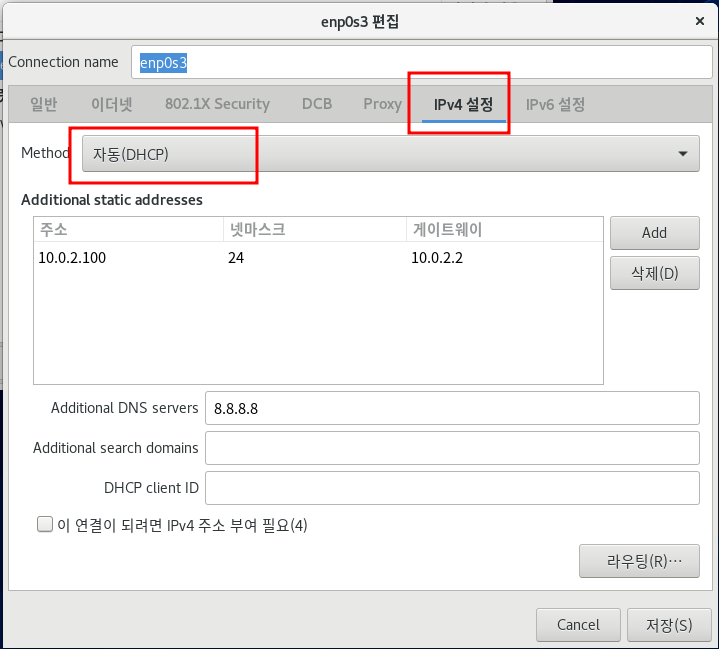 enp0s3 편집
Connection name enp0s3
일반 이더넷 802.1X Security DCB Proxy IPv4 설정 IPv6 설정
Method 자동(DHCP)
Additional static addresses
주소 넷마스크 게이트웨이
Add
10.0.2.100 24 10.0.2.2
삭제(D)
Additional DNS servers 8.8.8.8
Additional search domains
DHCP client ID
이 연결이 되려면 IPv4 주소 부여 필요(4)
라우팅(R)…
Cancel 저장(S)